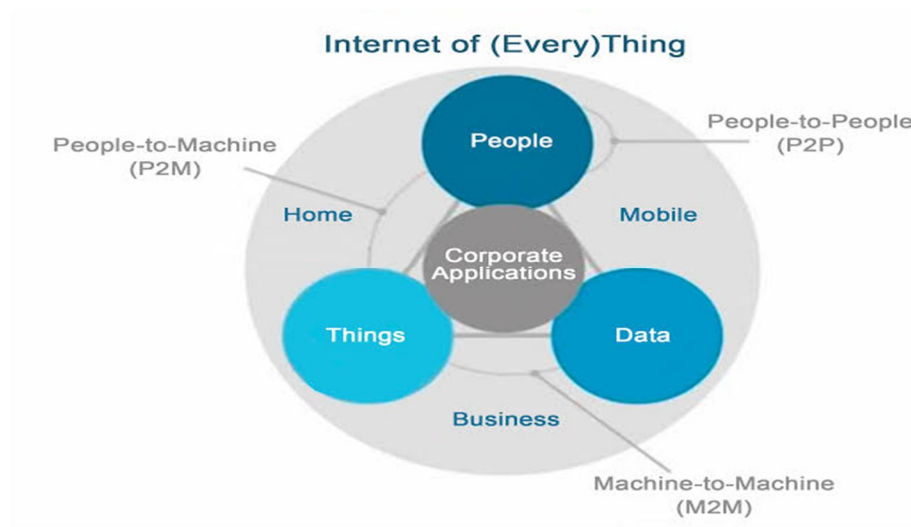 Internet of (Every)Thing
People-to-People
(P2P)
People-to-Machine
(P2M)
People
Home
Mobile
Corporate
Applications
Things
Data
Business
Machine-to-Machine
(M2M)